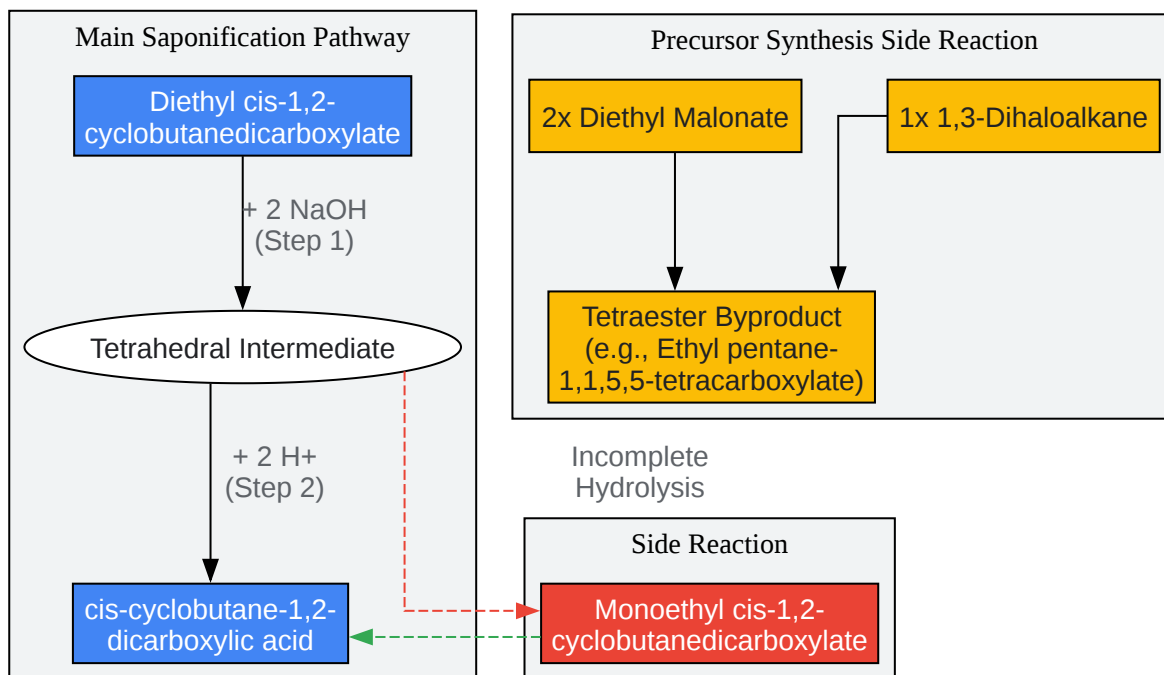 Main Saponification Pathway
Diethyl cis-1,2-
cyclobutanedicarboxylate
+ 2 NaOH
(Step 1)
Tetrahedral Intermediate
+ 2 H+
(Step 2)
cis-cyclobutane-1,2-
dicarboxylic acid
Precursor Synthesis Side Reaction
2x Diethyl Malonate
1x 1,3-Dihaloalkane
Tetraester Byproduct
(e.g., Ethyl pentane-
1,1,5,5-tetracarboxylate)
Incomplete
Hydrolysis
Side Reaction
Monoethyl cis-1,2-
cyclobutanedicarboxylate